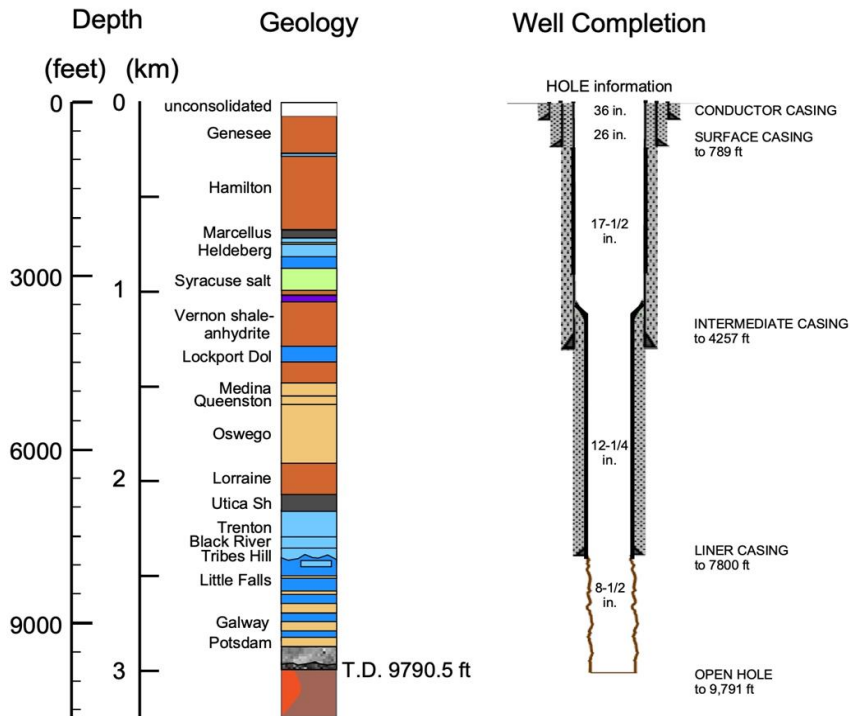 Depth
Geology
Well Completion
(feet)
(km)
HOLE information
0
0
unconsolidated
36 in.
CONDUCTOR CASING
Genesee
26 in.
SURFACE CASING
to 789 ft
Hamilton
17-1/2
in.
Marcellus
Heldeberg
3000
Syracuse salt
1
Vernon shale-
anhydrite
INTERMEDIATE CASING
to 4257 ft
Lockport Dol
Medina
Queenston
Oswego
12-1/4
in.
6000
2
Lorraine
Utica Sh
Trenton
Black River
Tribes Hill
LINER CASING
to 7800 ft
Little Falls
8-1/2
in.
9000
Galway
Potsdam
3
T.D. 9790.5 ft
OPEN HOLE
to 9,791 ft